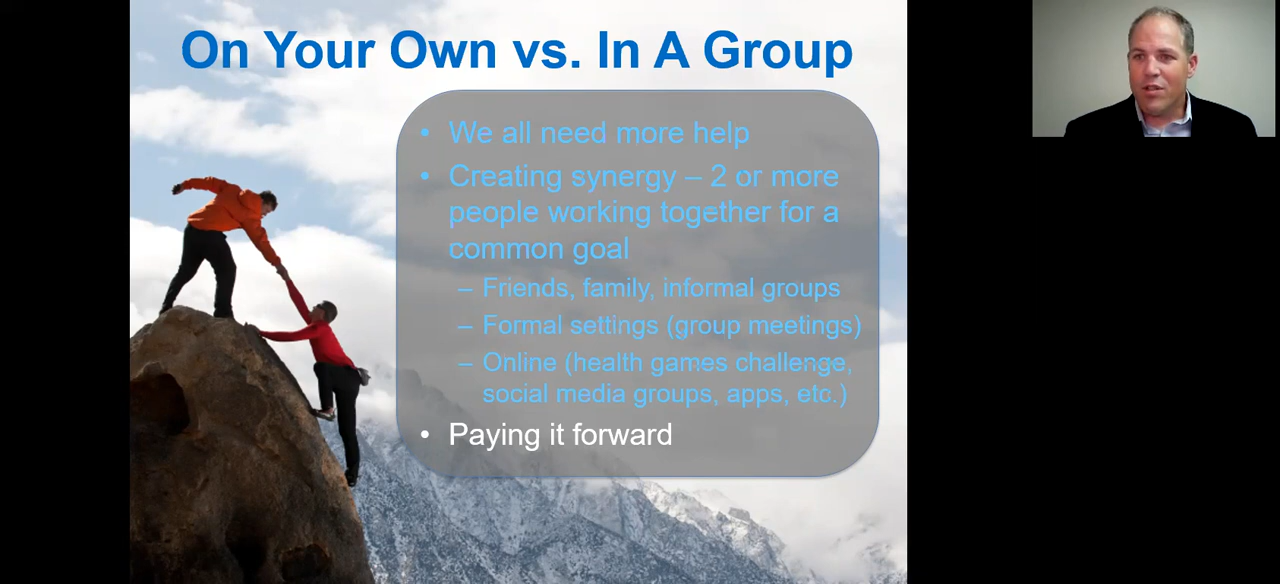 On Your Own vs. In A Group
• We all need more help
• Creating synergy – 2 or more
people working together for a
common goal
– Friends, family, informal groups
– Formal settings (group meetings)
– Online (health games challenge,
social media groups, apps, etc.)
• Paying it forward